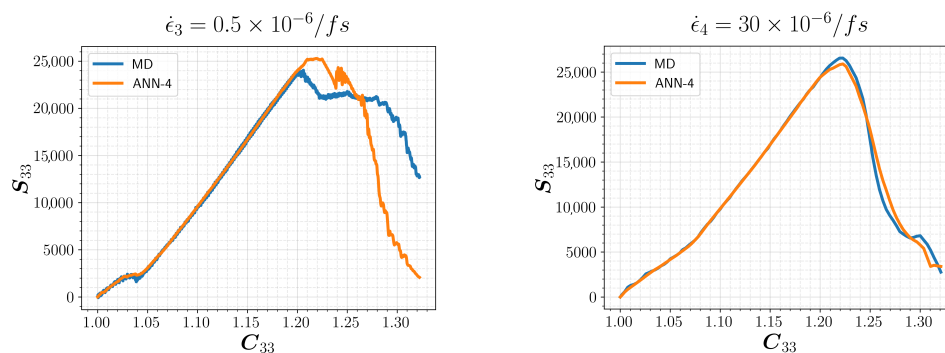 ϵ̇₃ = 0.5 × 10⁻⁶/fs
25,000
20,000
15,000
10,000
5000
0
S₃₃
MD
ANN-4
1.00 1.05 1.10 1.15 1.20 1.25 1.30
C₃₃
ϵ̇₄ = 30 × 10⁻⁶/fs
25,000
20,000
15,000
10,000
5000
0
S₃₃
MD
ANN-4
1.00 1.05 1.10 1.15 1.20 1.25 1.30
C₃₃